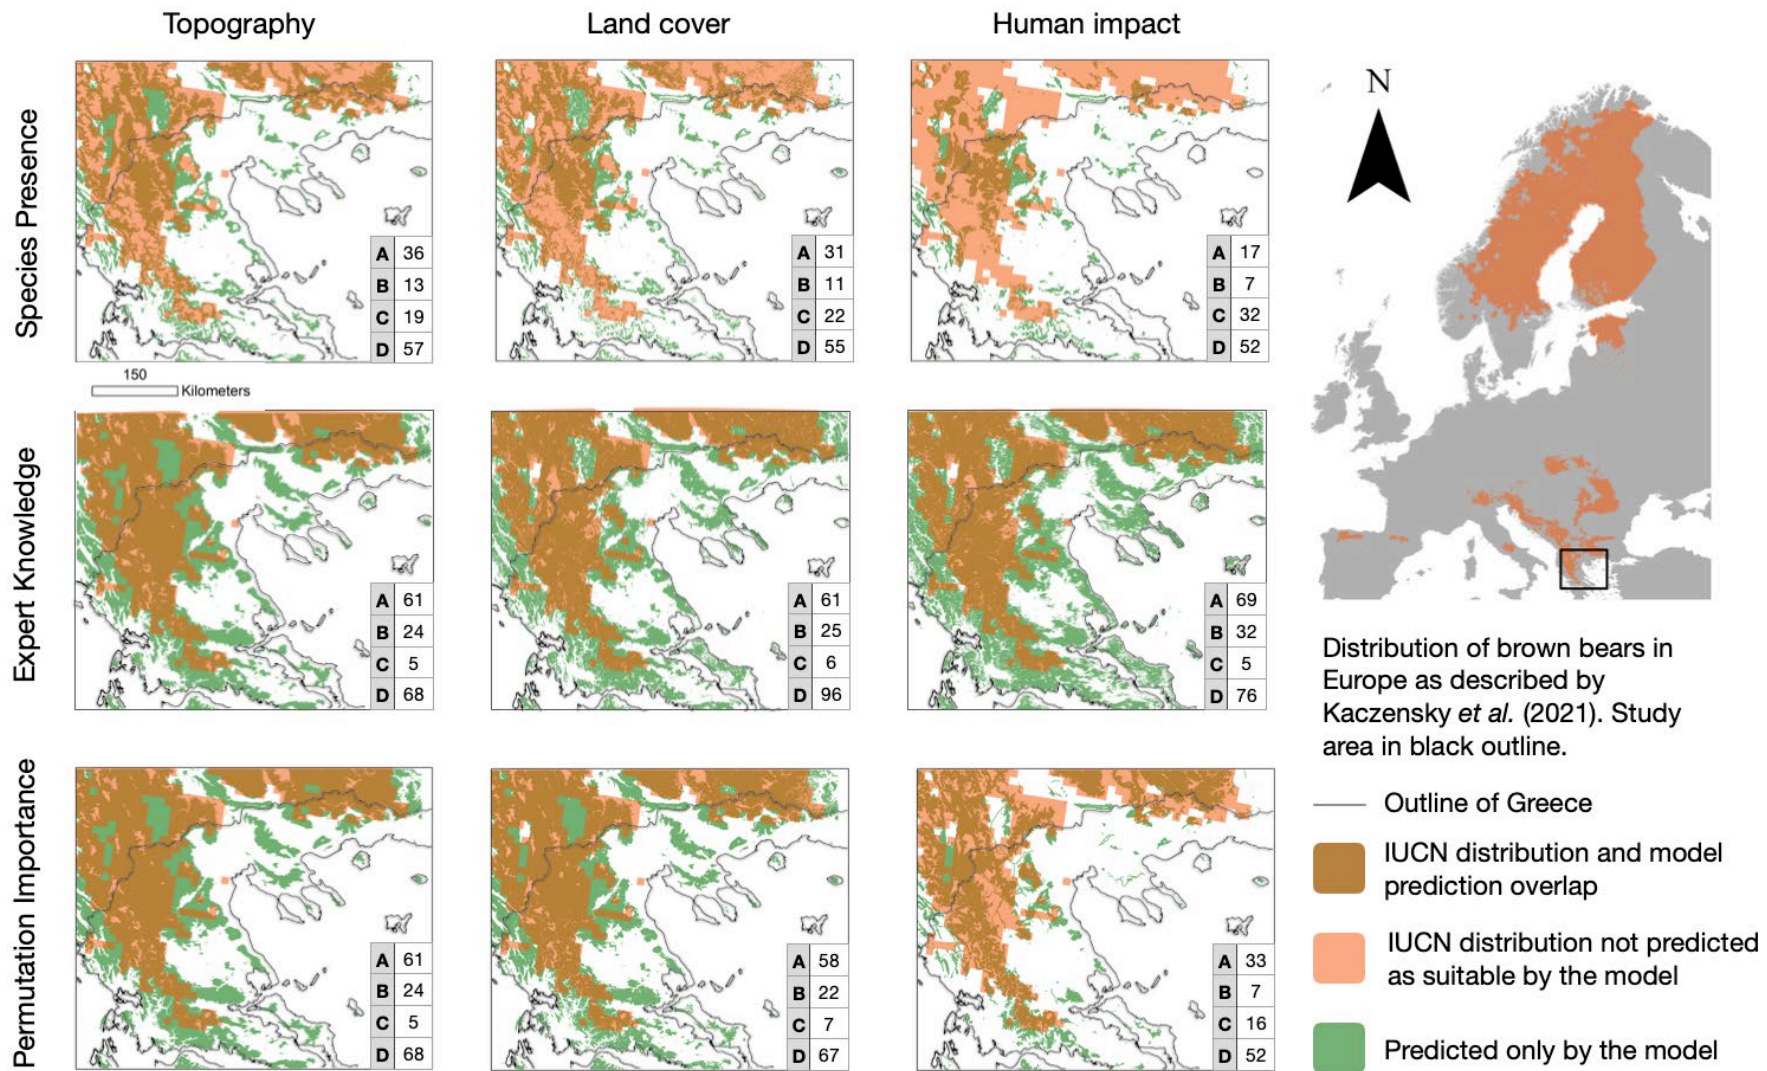 Topography
Land cover
Human impact
Species Presence
A 36
B 13
C 19
D 57
A 31
B 11
C 22
D 55
A 17
B 7
C 32
D 52
150
Kilometers
Expert Knowledge
A 61
B 24
C 5
D 68
A 61
B 25
C 6
D 96
A 69
B 32
C 5
D 76
Permutation Importance
A 61
B 24
C 5
D 68
A 58
B 22
C 7
D 67
A 33
B 7
C 16
D 52
N
Distribution of brown bears in
Europe as described by
Kaczensky et al. (2021). Study
area in black outline.
Outline of Greece
IUCN distribution and model
prediction overlap
IUCN distribution not predicted
as suitable by the model
Predicted only by the model